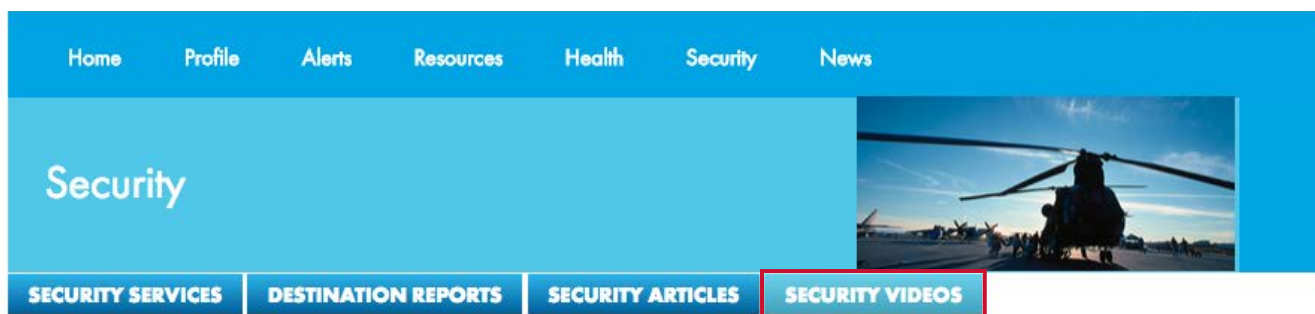 Home Profile Alerts Resources Health Security News
Security
SECURITY SERVICES DESTINATION REPORTS SECURITY ARTICLES SECURITY VIDEOS